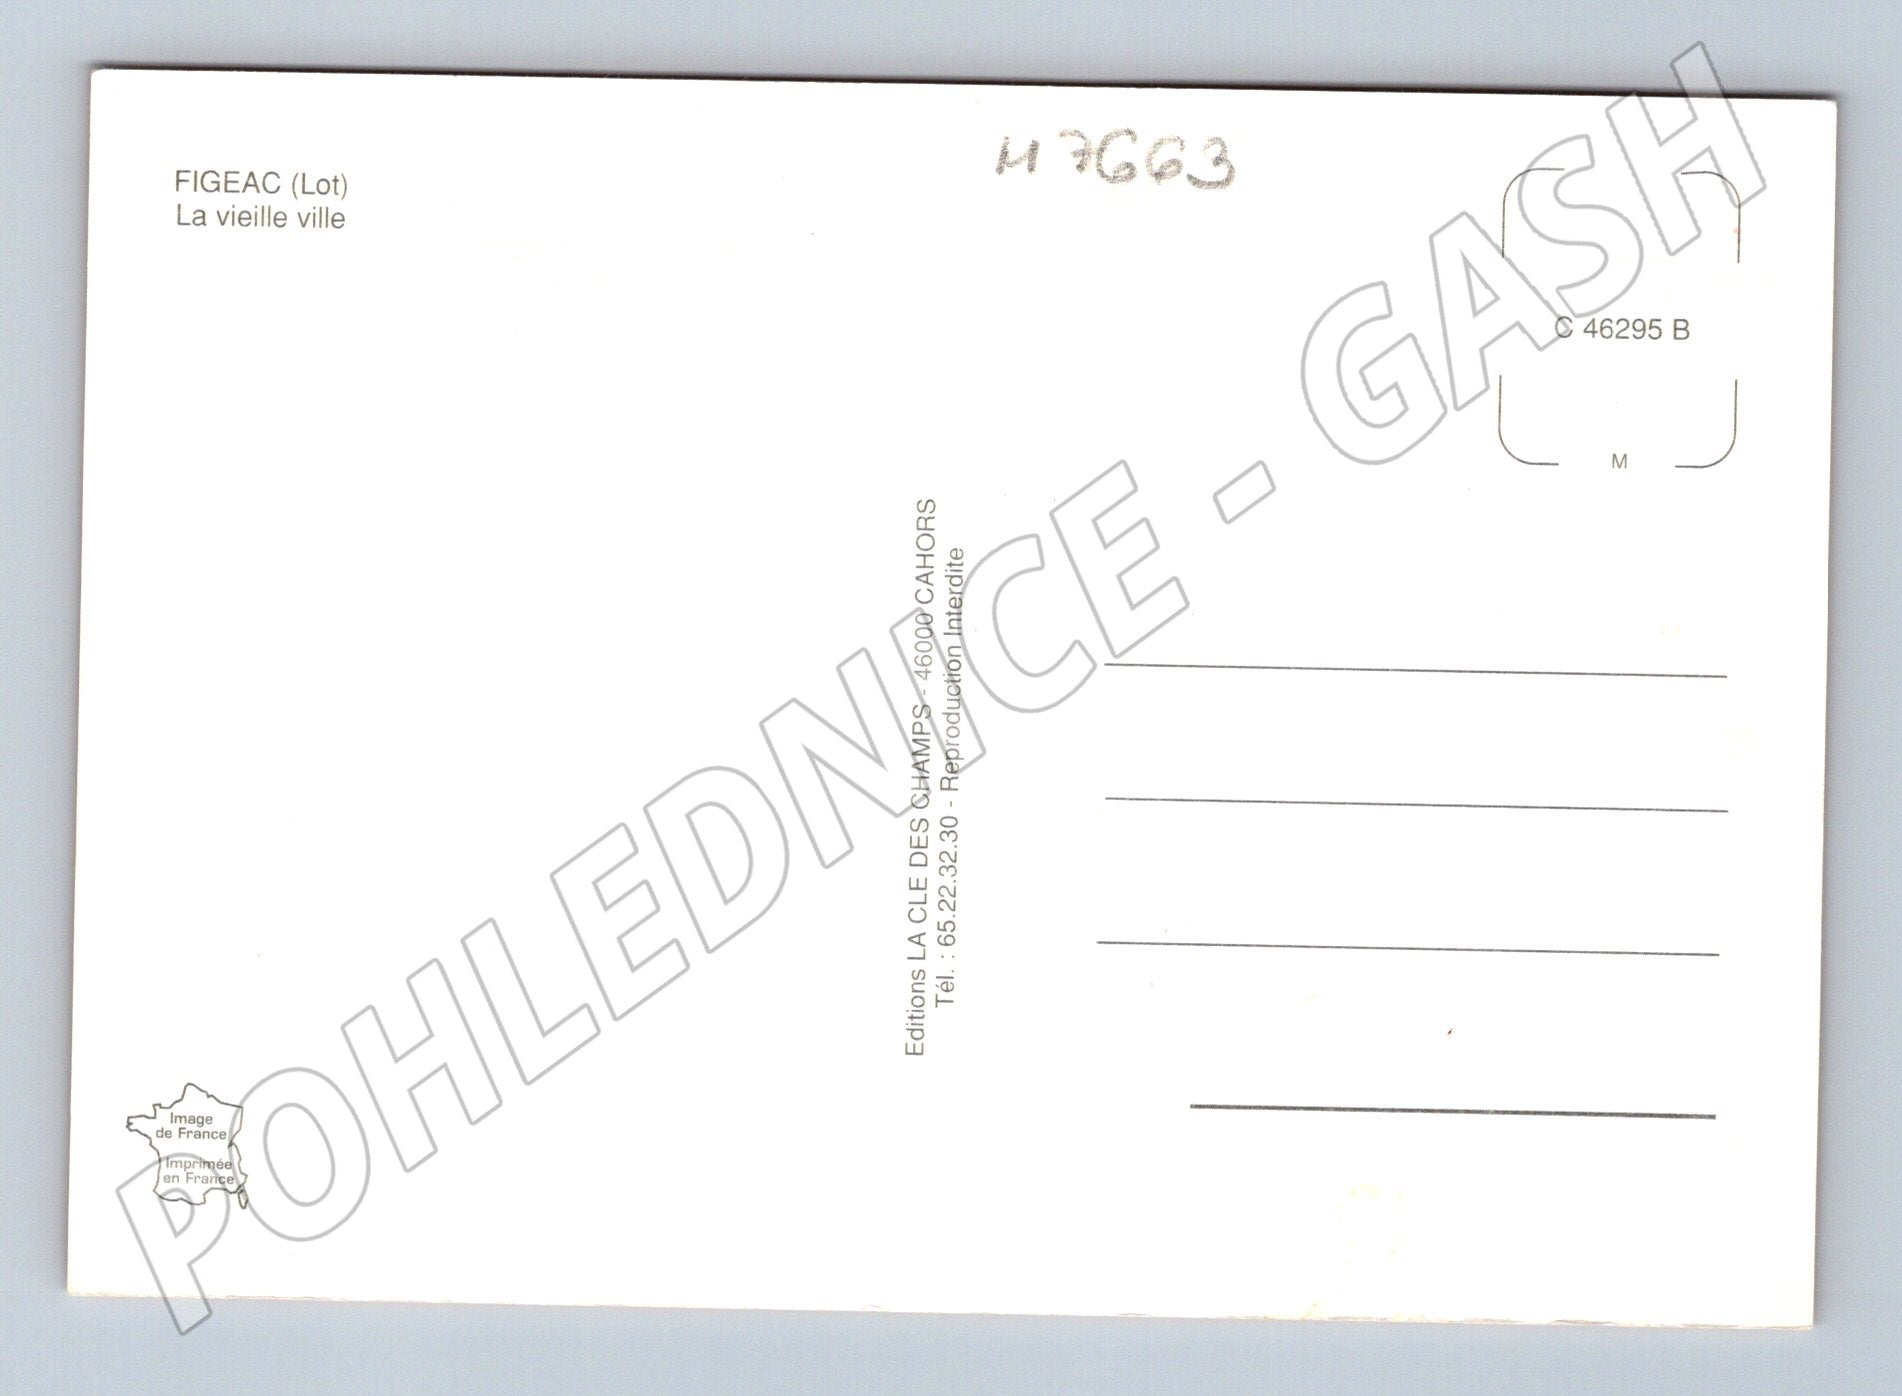 FIGEAC (Lot)
La vieille ville
M 7663
C 46295 B
M
Editions LA CLE DES CHAMPS - 46000 CAHORS
Tél. : 65.22.32.30 - Reproduction Interdite
Image
de France
Imprimée
en France
POHLEDNICE - GASH